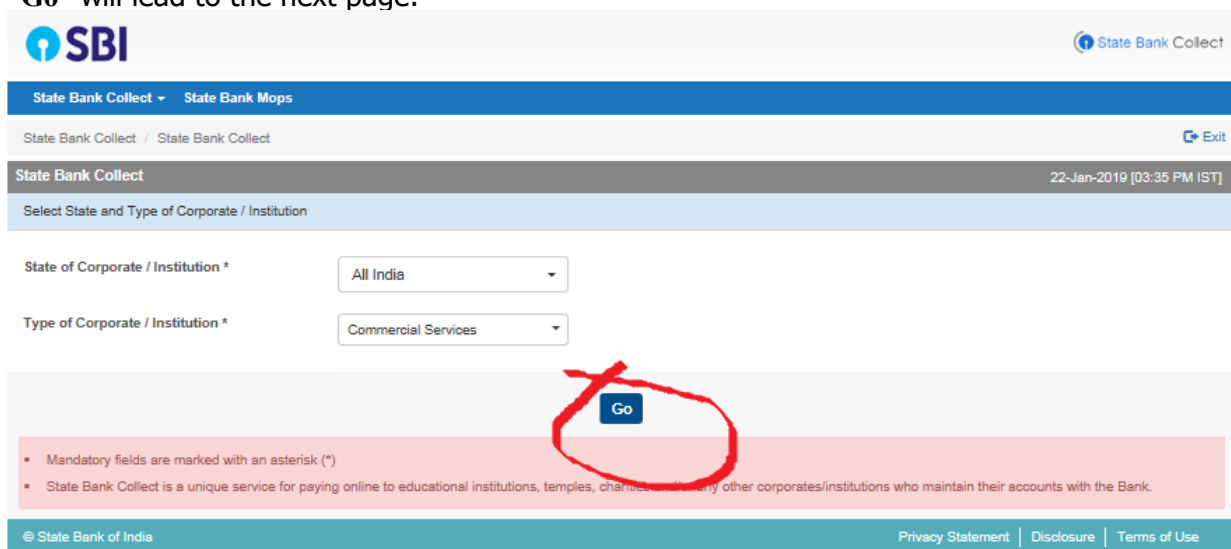 Go" will lead to the next page.
SBI
State Bank Collect
State Bank Collect State Bank Mops
State Bank Collect / State Bank Collect
Exit
State Bank Collect
22-Jan-2019 [03:35 PM IST]
Select State and Type of Corporate / Institution
State of Corporate / Institution *
All India
Type of Corporate / Institution *
Commercial Services
Go
Mandatory fields are marked with an asterisk (*)
State Bank Collect is a unique service for paying online to educational institutions, temples, any other corporates/institutions who maintain their accounts with the Bank.
© State Bank of India
Privacy Statement | Disclosure | Terms of Use